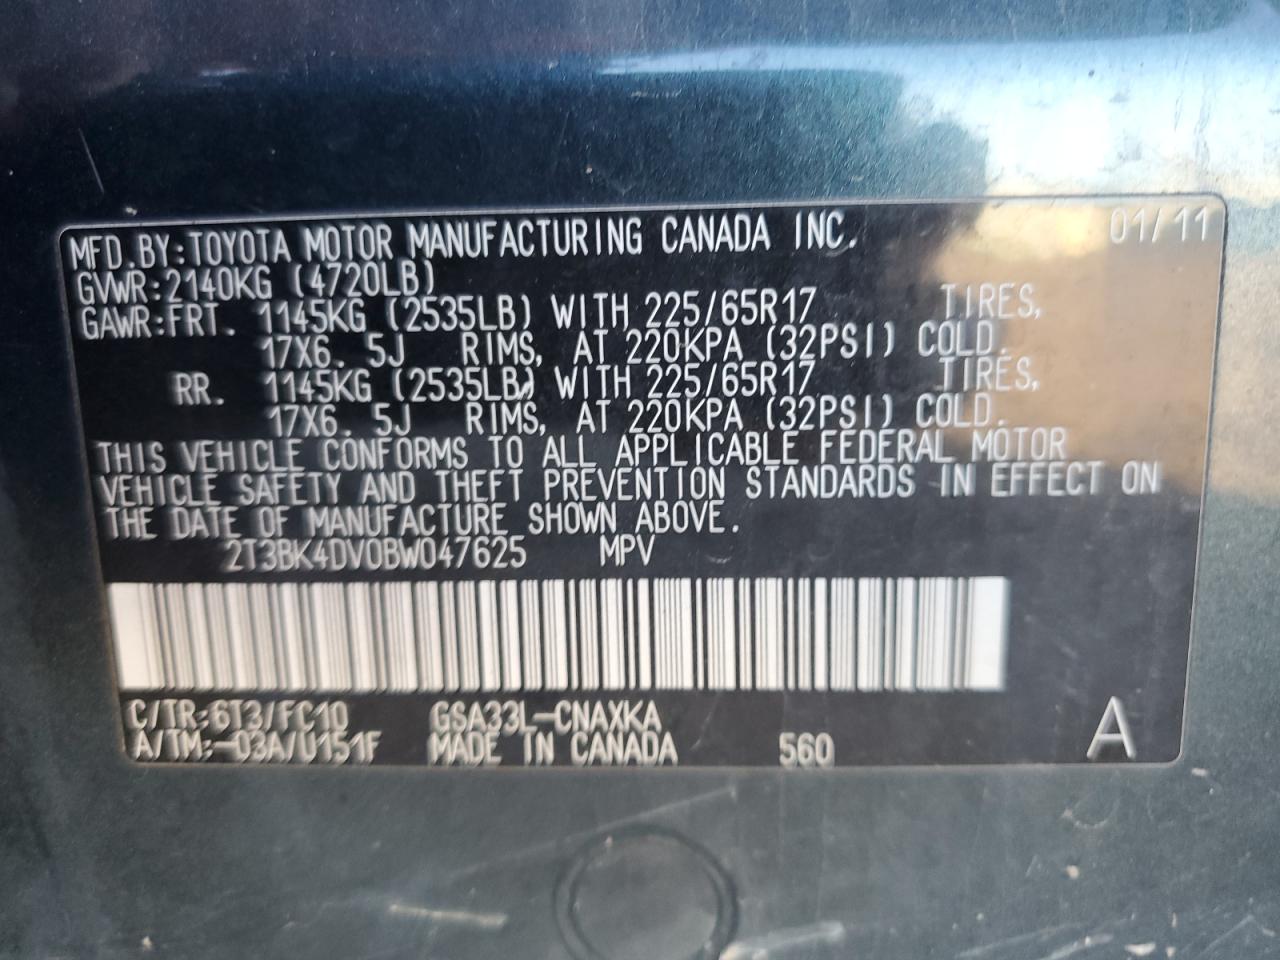 MFD.BY:TOYOTA MOTOR MANUFACTURING CANADA INC. 01/11
GVWR:2140KG (4720LB)
GAWR:FRT. 1145KG (2535LB) WITH 225/65R17 TIRES,
17X6.5J RIMS, AT 220KPA (32PSI) COLD.
RR. 1145KG (2535LB) WITH 225/65R17 TIRES,
17X6.5J RIMS, AT 220KPA (32PSI) COLD.
THIS VEHICLE CONFORMS TO ALL APPLICABLE FEDERAL MOTOR
VEHICLE SAFETY AND THEFT PREVENTION STANDARDS IN EFFECT ON
THE DATE OF MANUFACTURE SHOWN ABOVE.
2T3BK4DV0BW047625 MPV
C/TR:6T3/FC10 GSA33L-CNAXKA
A/TM:-03A/U151F MADE IN CANADA 560 A